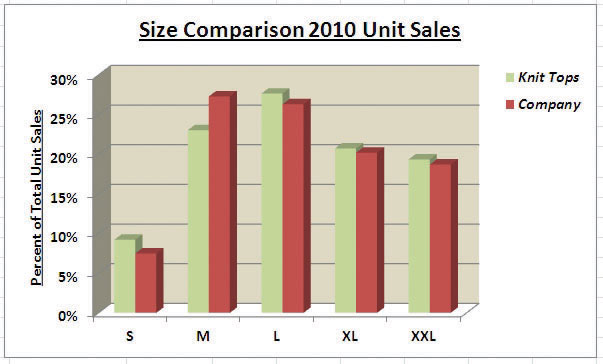 Size Comparison 2010 Unit Sales
Percent of Total Unit Sales
30%
25%
20%
15%
10%
5%
0%
S M L XL XXL
Knit Tops
Company